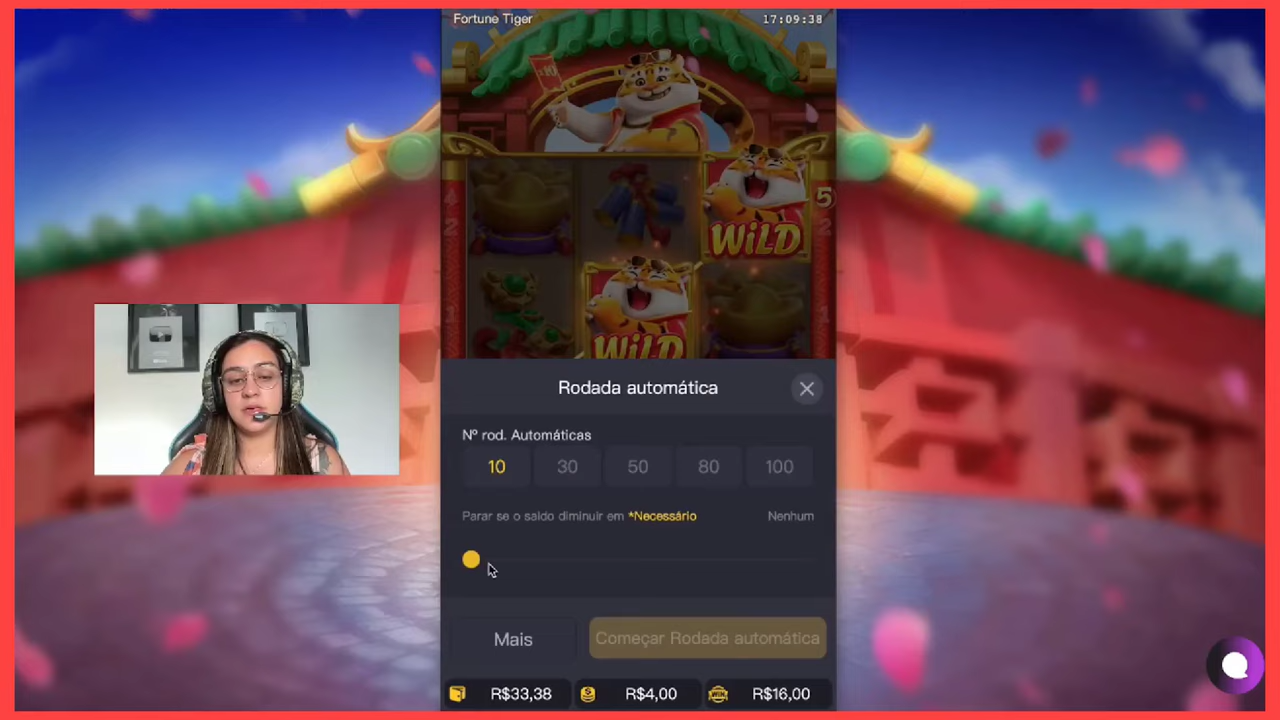 Fortune Tiger
17:09:38
WiLD
5
WiLD
Rodada automática
Nº rod. Automáticas
10 30 50 80 100
Parar se o saldo diminuir em *Necessário Nenhum
Mais
Começar Rodada automática
R$33,38 R$4,00 R$16,00